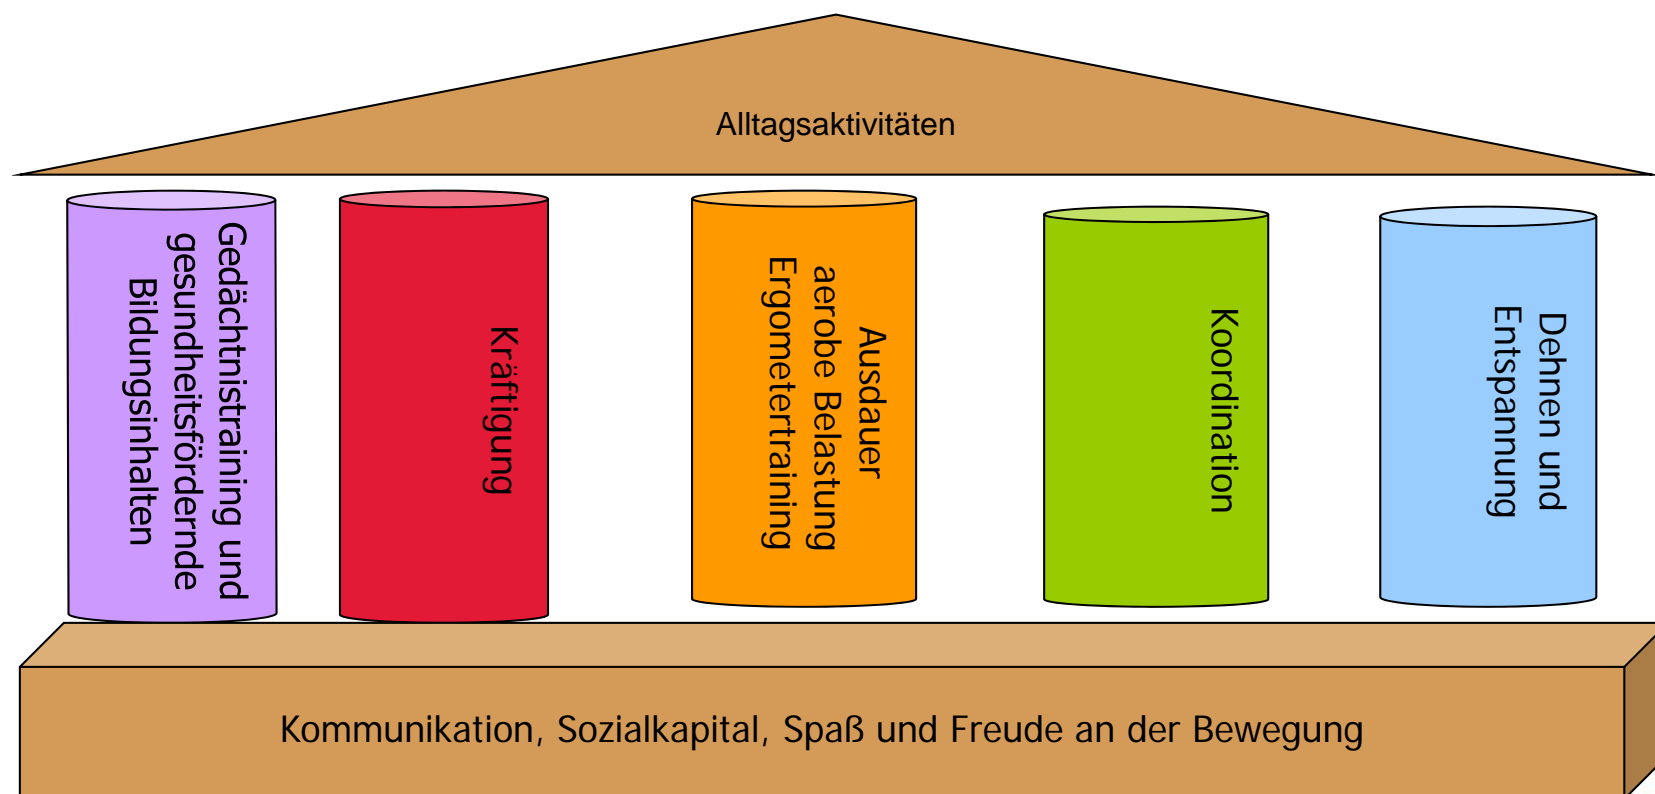 Alltagsaktivitäten
Gedächtnistraining und
gesundheitsfördernde
Bildungsinhalten
Kräftigung
Ausdauer
aerobe Belastung
Ergometertraining
Koordination
Dehnen und
Entspannung
Kommunikation, Sozialkapital, Spaß und Freude an der Bewegung